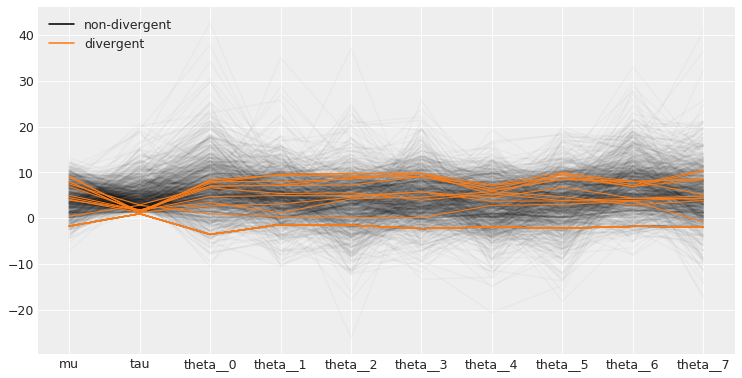 non-divergent
divergent
40
30
20
10
0
−10
−20
mu tau theta__0 theta__1 theta__2 theta__3 theta__4 theta__5 theta__6 theta__7